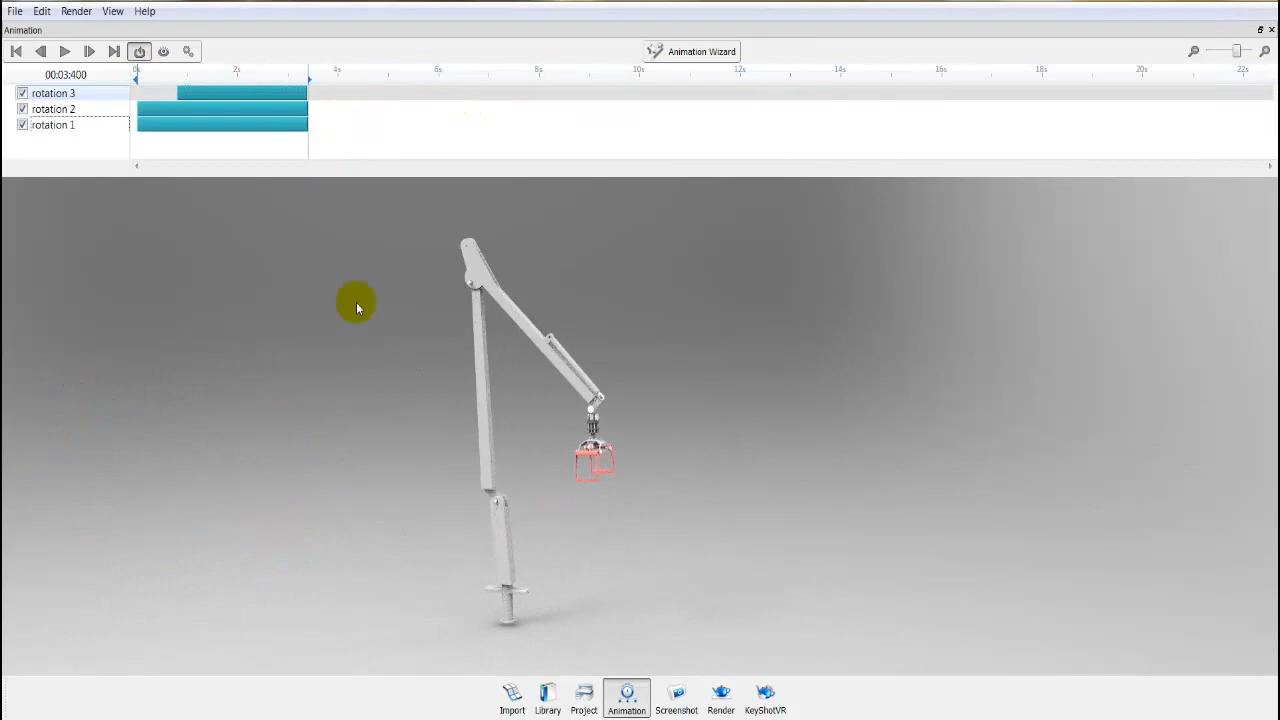 File Edit Render View Help
Animation
Animation Wizard
00:03:400 0s 2s 4s 6s 8s 10s 12s 14s 16s 18s 20s 22s
rotation 3
rotation 2
rotation 1
Import Library Project Animation Screenshot Render KeyShotVR